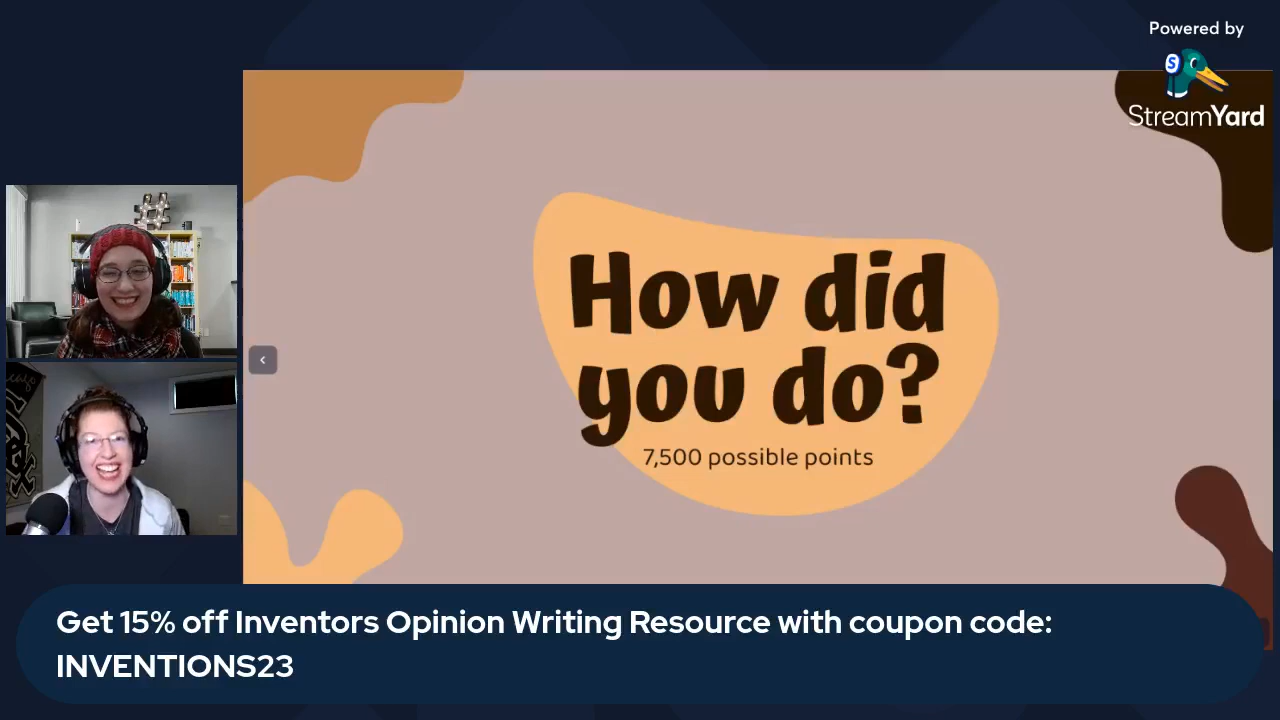 Powered by
StreamYard
How did
you do?
7,500 possible points
Get 15% off Inventors Opinion Writing Resource with coupon code:
INVENTIONS23